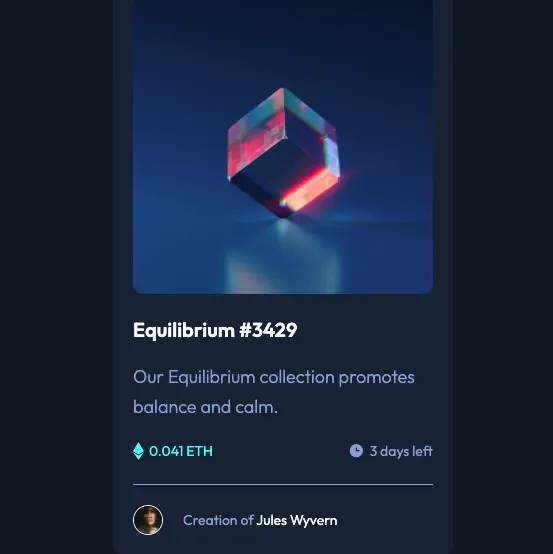 Equilibrium #3429
Our Equilibrium collection promotes
balance and calm.
0.041 ETH
3 days left
Creation of Jules Wyvern